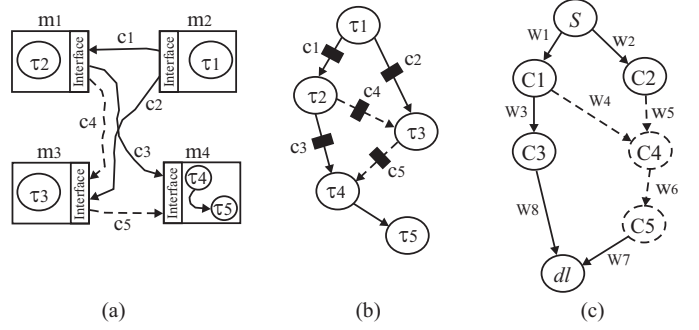 m1
m2
c1
τ2
Interface
Interface
τ1
c4
c2
m3
c3
m4
τ3
Interface
Interface
τ4
τ5
c5
(a)
τ1
c1
c2
τ2
c4
τ3
c3
c5
τ4
τ5
(b)
S
W1
W2
C1
C2
W3
W4
W5
C3
C4
W6
W8
C5
W7
dl
(c)